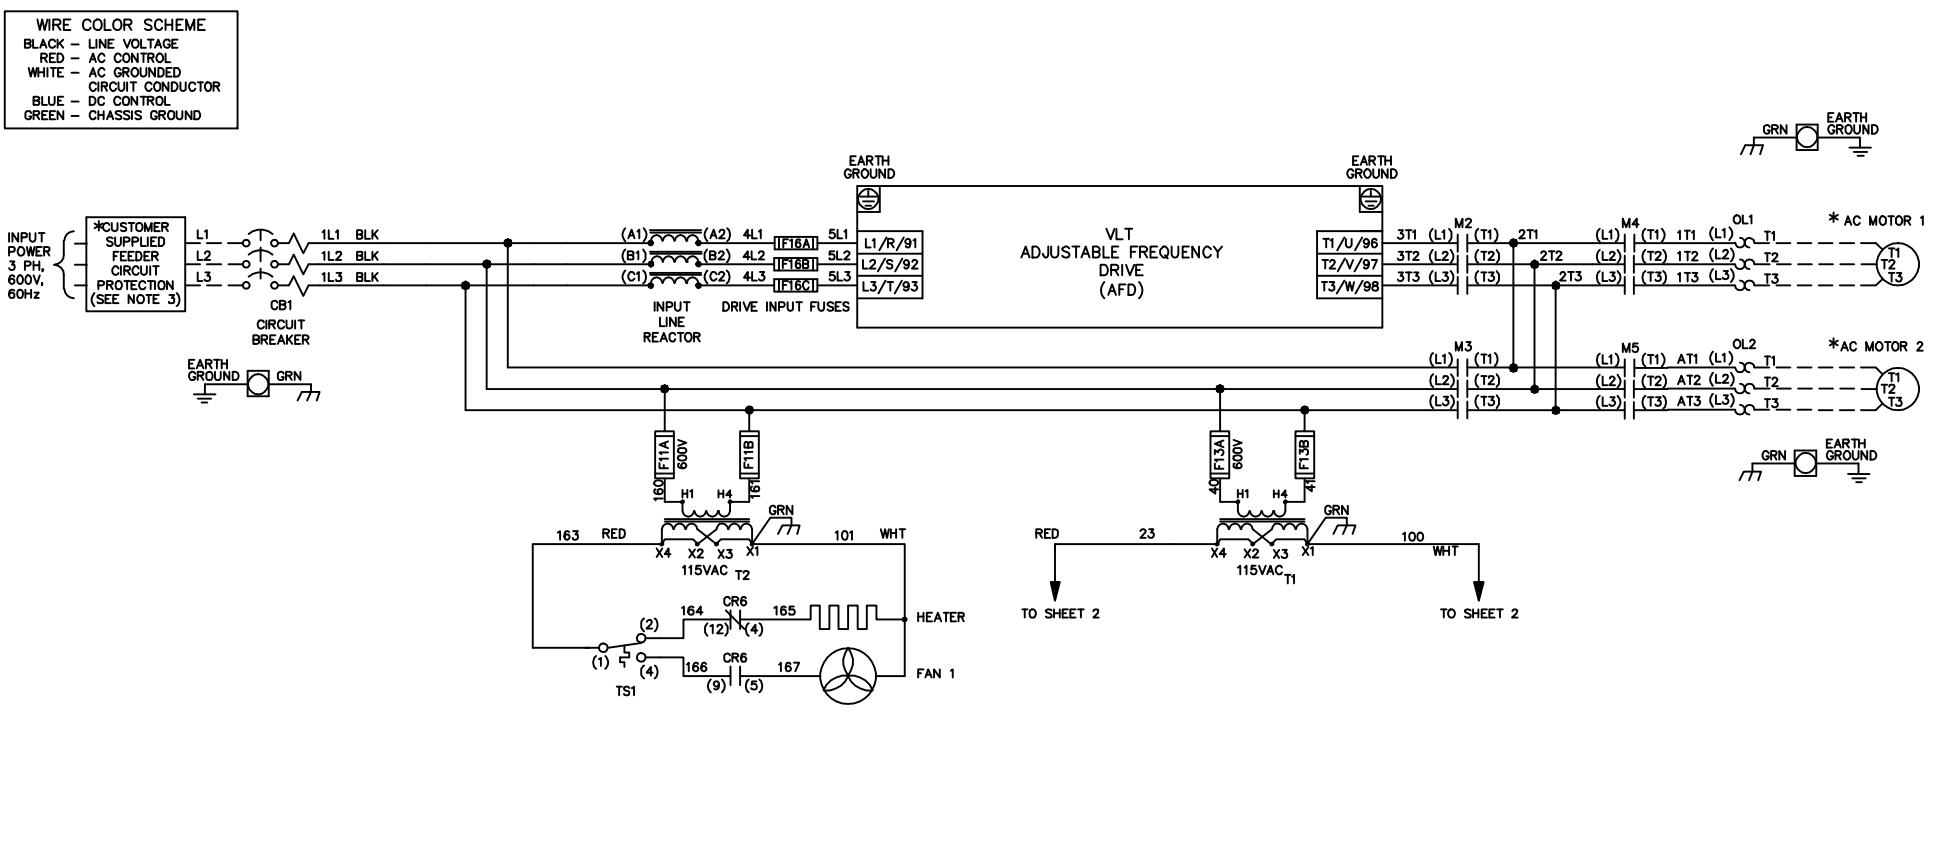 WIRE COLOR SCHEME
BLACK – LINE VOLTAGE
RED – AC CONTROL
WHITE – AC GROUNDED
CIRCUIT CONDUCTOR
BLUE – DC CONTROL
GREEN – CHASSIS GROUND
GRN
EARTH
GROUND
EARTH
GROUND
EARTH
GROUND
INPUT
POWER
3 PH,
600V,
60Hz
*CUSTOMER
SUPPLIED
FEEDER
CIRCUIT
PROTECTION
(SEE NOTE 3)
L1
L2
L3
CB1
CIRCUIT
BREAKER
1L1 BLK
1L2 BLK
1L3 BLK
(A1) (A2) 4L1 F16A 5L1
(B1) (B2) 4L2 F16B 5L2
(C1) (C2) 4L3 F16C 5L3
INPUT
LINE
REACTOR
DRIVE INPUT FUSES
L1/R/91
L2/S/92
L3/T/93
VLT
ADJUSTABLE FREQUENCY
DRIVE
(AFD)
T1/U/96
T2/V/97
T3/W/98
M2
M4
OL1
* AC MOTOR 1
3T1 (L1) (T1) 2T1 (L1) (T1) 1T1 (L1) T1
3T2 (L2) (T2) 2T2 (L2) (T2) 1T2 (L2) T2
3T3 (L3) (T3) 2T3 (L3) (T3) 1T3 (L3) T3
T1
T2
T3
M3
M5
OL2
*AC MOTOR 2
(L1) (T1) (L1) (T1) AT1 (L1) T1
(L2) (T2) (L2) (T2) AT2 (L2) T2
(L3) (T3) (L3) (T3) AT3 (L3) T3
T1
T2
T3
EARTH
GROUND
GRN
GRN
EARTH
GROUND
F11A
600V
F11B
160
161
H1 H4
GRN
163 RED
101 WHT
X4 X2 X3 X1
115VAC T2
F13A
600V
F13B
40
41
H1 H4
GRN
RED 23
100
WHT
X4 X2 X3 X1
115VAC T1
TO SHEET 2
TO SHEET 2
CR6
164 165
(2) (12) (4)
HEATER
(1)
(4)
TS1
CR6
166 167
(9) (5)
FAN 1